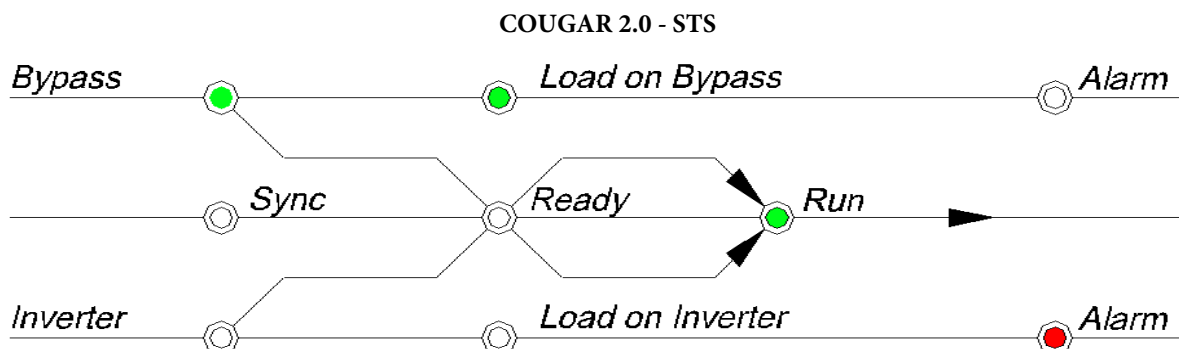 COUGAR 2.0 - STS
Bypass Load on Bypass Alarm
Sync Ready Run
Inverter Load on Inverter Alarm